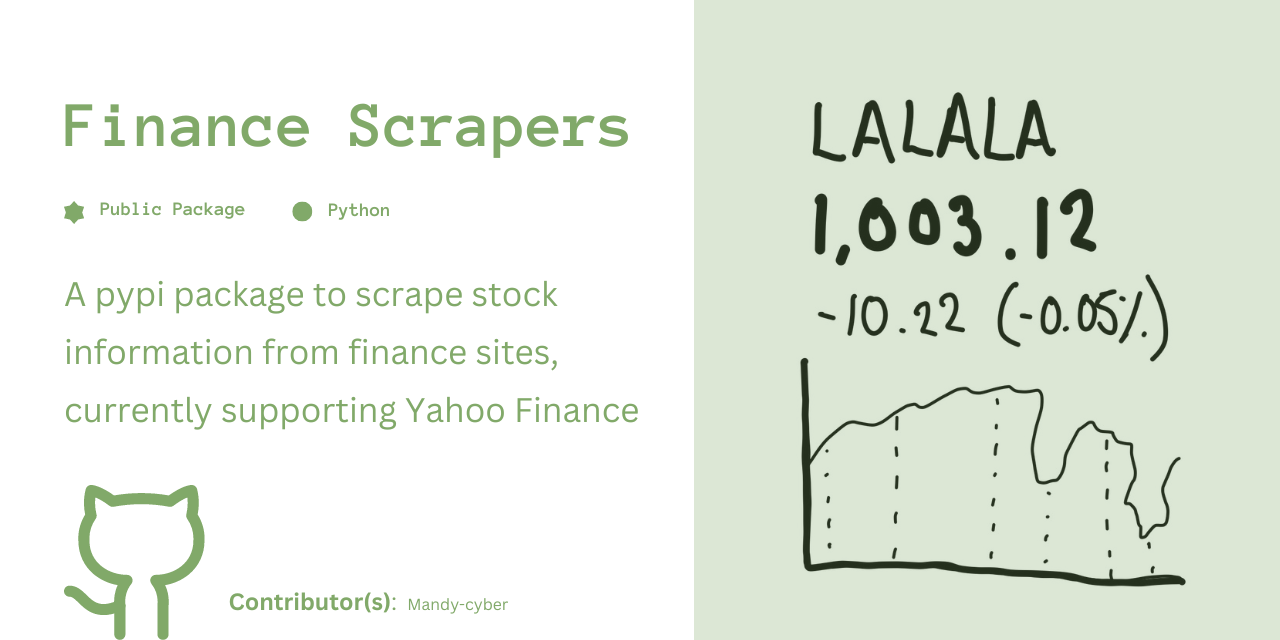 Finance Scrapers
Public Package
Python
A pypi package to scrape stock
information from finance sites,
currently supporting Yahoo Finance
Contributor(s): Mandy-cyber
LALALA
1,003.12
-10.22 (-0.05%)